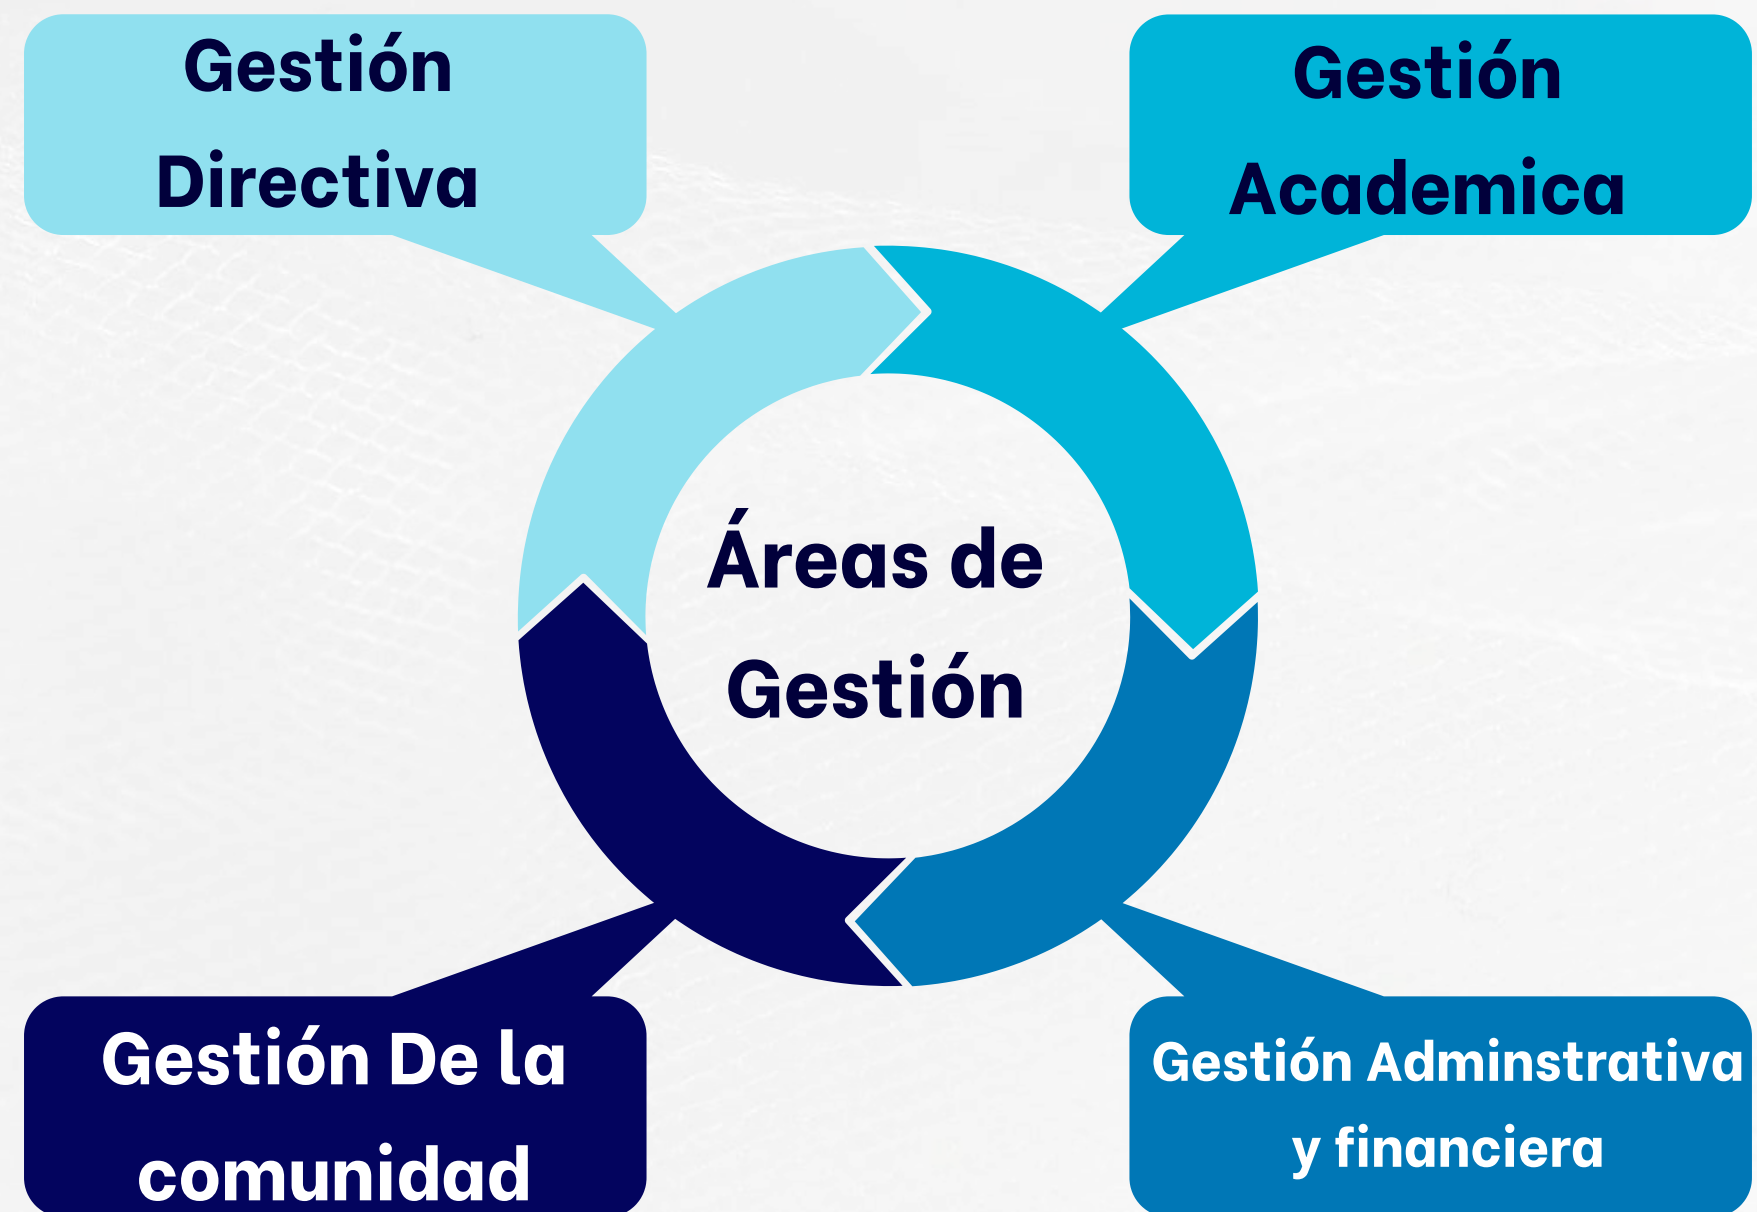 Gestión
Directiva
Gestión
Academica
Áreas de
Gestión
Gestión De la
comunidad
Gestión Adminstrativa
y financiera